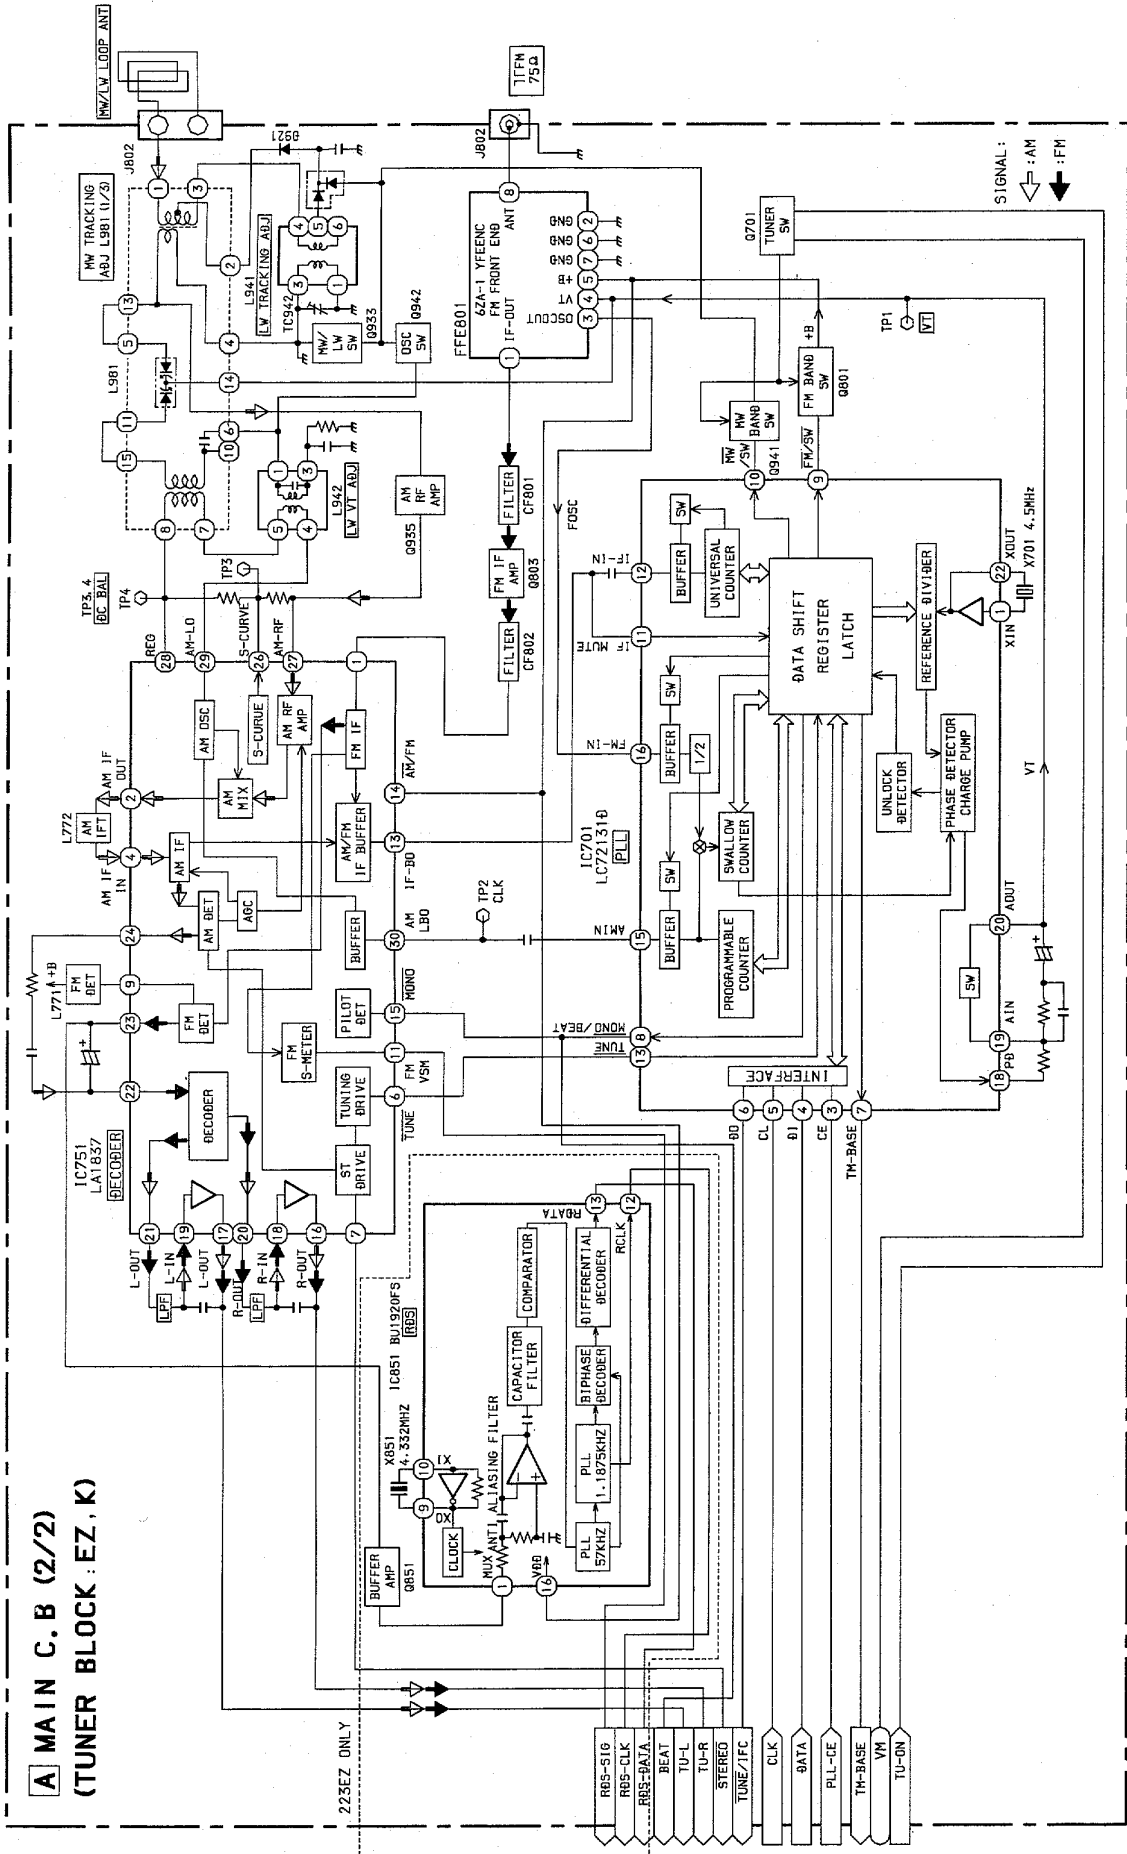 A MAIN C.B (2/2)
(TUNER BLOCK:EZ,K)
MW/LW LOOP ANT
J802
MW TRACKING
ADJ L981 (1/3)
L981
D921
L941
LW TRACKING ADJ
TC942
MW/
LW
SW
Q933
OSC
SW
Q942
L942
LW VT ADJ
AM
RF
AMP
Q935
FM
75Ω
J802
FFE801
6ZA-1 YFEENC
FM FRONT END
ANT
IF-OUT
GND
GND
GND
+B
VT
OSCOUT
FILTER
CF801
FM IF
AMP
Q803
FILTER
CF802
FOSC
Q701
TUNER
SW
TP1
VT
+B
FM BAND
SW
Q801
MW
BAND
SW
Q941
MW
/SW
FM/SW
SIGNAL:
:AM
:FM
TP3,4
DC BAL
TP4
TP3
REG
AM-LO
S-CURVE
AM-RF
AM OSC
S-CURVE
AM RF
AMP
FM IF
AM
MIX
AM/FM
IF BUFFER
AM IF
OUT
L772
AM
IFT
AM IF
IN
AM IF
AM DET
AGC
BUFFER
AM/FM
IF-BO
AM
LBO
TP2
CLK
L771
+B
FM
DET
FM
DET
PILOT
DET
MONO
FM
S-METER
FM
VSM
TUNING
DRIVE
TUNE
ST
DRIVE
DECODER
IC751
LA1837
DECODER
L-OUT
L-IN
L-OUT
R-OUT
R-IN
R-OUT
LPF
LPF
IC701
LC72131D
PLL
IF-IN
BUFFER
SW
UNIVERSAL
COUNTER
IF MUTE
SW
FM-IN
BUFFER
1/2
SW
AMIN
BUFFER
SWALLOW
COUNTER
PROGRAMMABLE
COUNTER
DATA SHIFT
REGISTER
LATCH
REFERENCE DIVIDER
XOUT
XIN
X701 4.5MHz
UNLOCK
DETECTOR
PHASE DETECTOR
CHARGE PUMP
VT
AOUT
SW
AIN
PD
MONO/BEAT
TUNE
INTERFACE
DO
CL
DI
CE
TM-BASE
IC851 BU1920FS
RDS
X851
4.332MHZ
XI
XO
CLOCK
BUFFER
AMP
Q851
MUX
VDD
ANTI ALIASING FILTER
CAPACITOR
FILTER
COMPARATOR
PLL
57KHZ
PLL
1.1875KHZ
BIPHASE
DECODER
DIFFERENTIAL
DECODER
RDATA
RCLK
223EZ ONLY
RDS-SIG
RDS-CLK
RDS-DATA
BEAT
TU-L
TU-R
STEREO
TUNE/IFC
CLK
DATA
PLL-CE
TM-BASE
VM
TU-ON